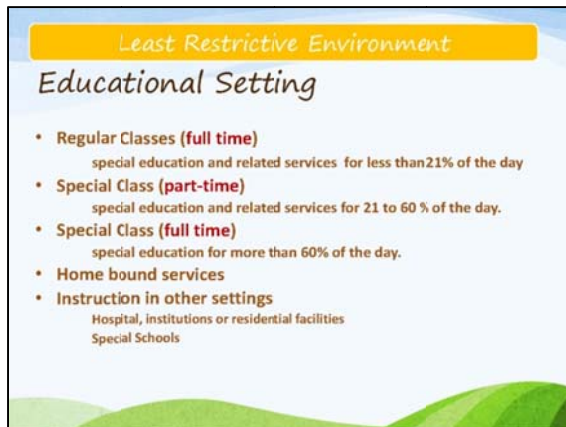 Least Restrictive Environment
Educational Setting
• Regular Classes (full time)
special education and related services for less than 21% of the day
• Special Class (part-time)
special education and related services for 21 to 60 % of the day.
• Special Class (full time)
special education for more than 60% of the day.
• Home bound services
• Instruction in other settings
Hospital, institutions or residential facilities
Special Schools